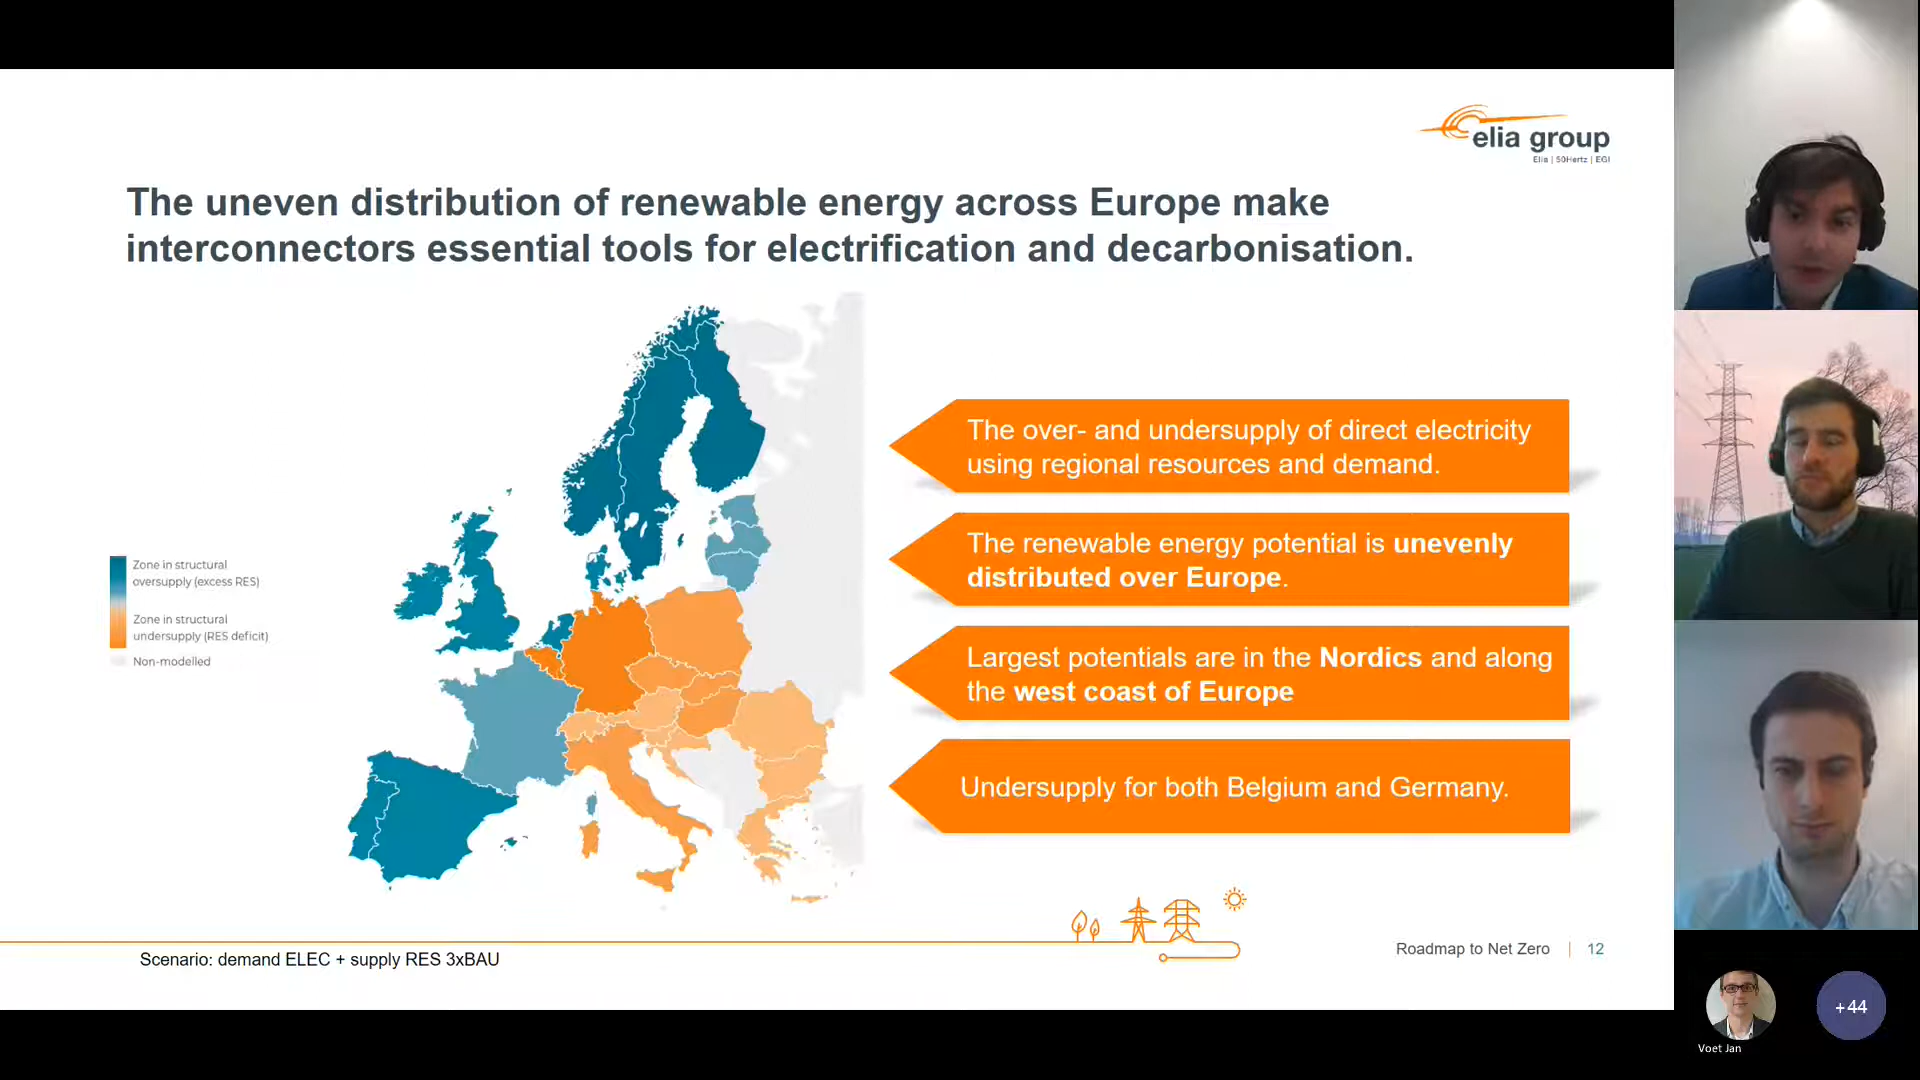 elia group
Elia | 50Hertz | EGI
The uneven distribution of renewable energy across Europe make
interconnectors essential tools for electrification and decarbonisation.
Zone in structural
oversupply (excess RES)
Zone in structural
undersupply (RES deficit)
Non-modelled
The over- and undersupply of direct electricity
using regional resources and demand.
The renewable energy potential is unevenly
distributed over Europe.
Largest potentials are in the Nordics and along
the west coast of Europe
Undersupply for both Belgium and Germany.
Scenario: demand ELEC + supply RES 3xBAU
Roadmap to Net Zero | 12
+44
Voet Jan